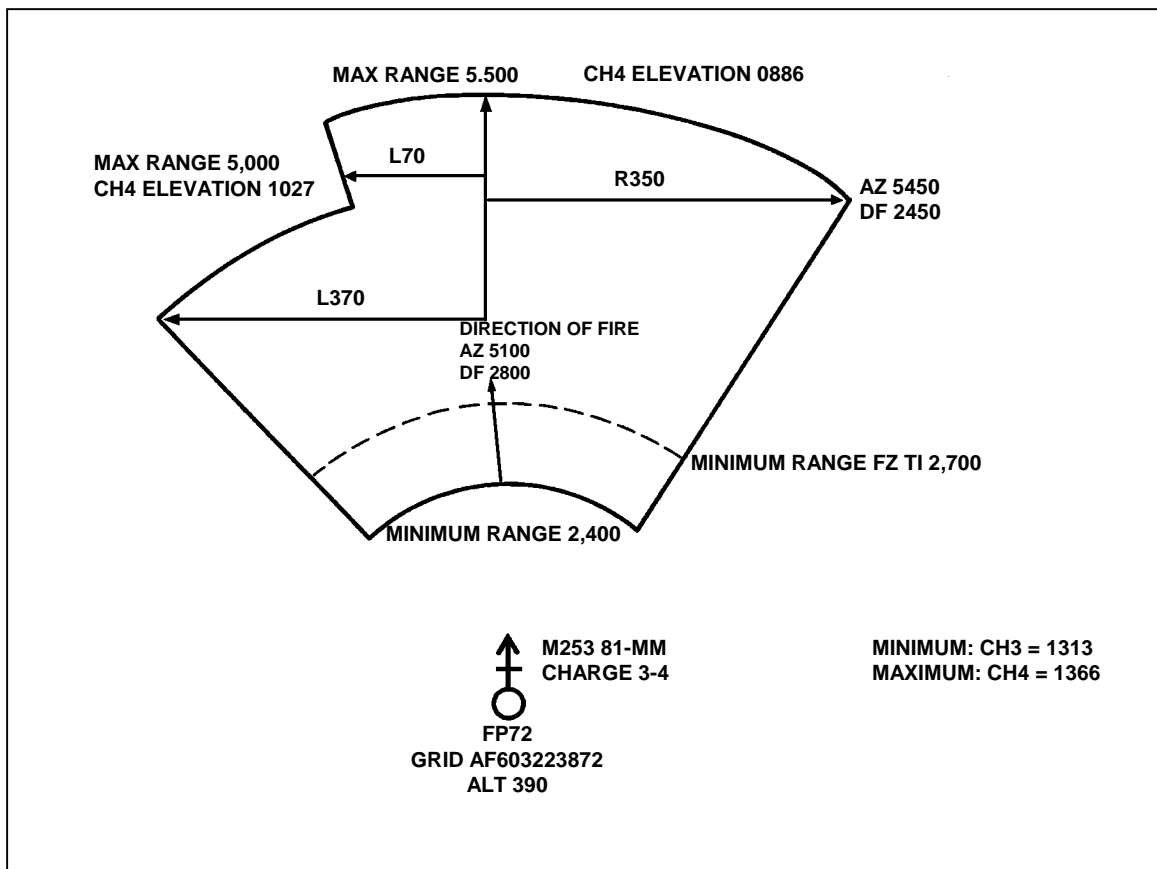 MAX RANGE 5.500
CH4 ELEVATION 0886
MAX RANGE 5,000
CH4 ELEVATION 1027
L70
R350
AZ 5450
DF 2450
L370
DIRECTION OF FIRE
AZ 5100
DF 2800
MINIMUM RANGE FZ TI 2,700
MINIMUM RANGE 2,400
M253 81-MM
CHARGE 3-4
MINIMUM: CH3 = 1313
MAXIMUM: CH4 = 1366
FP72
GRID AF603223872
ALT 390